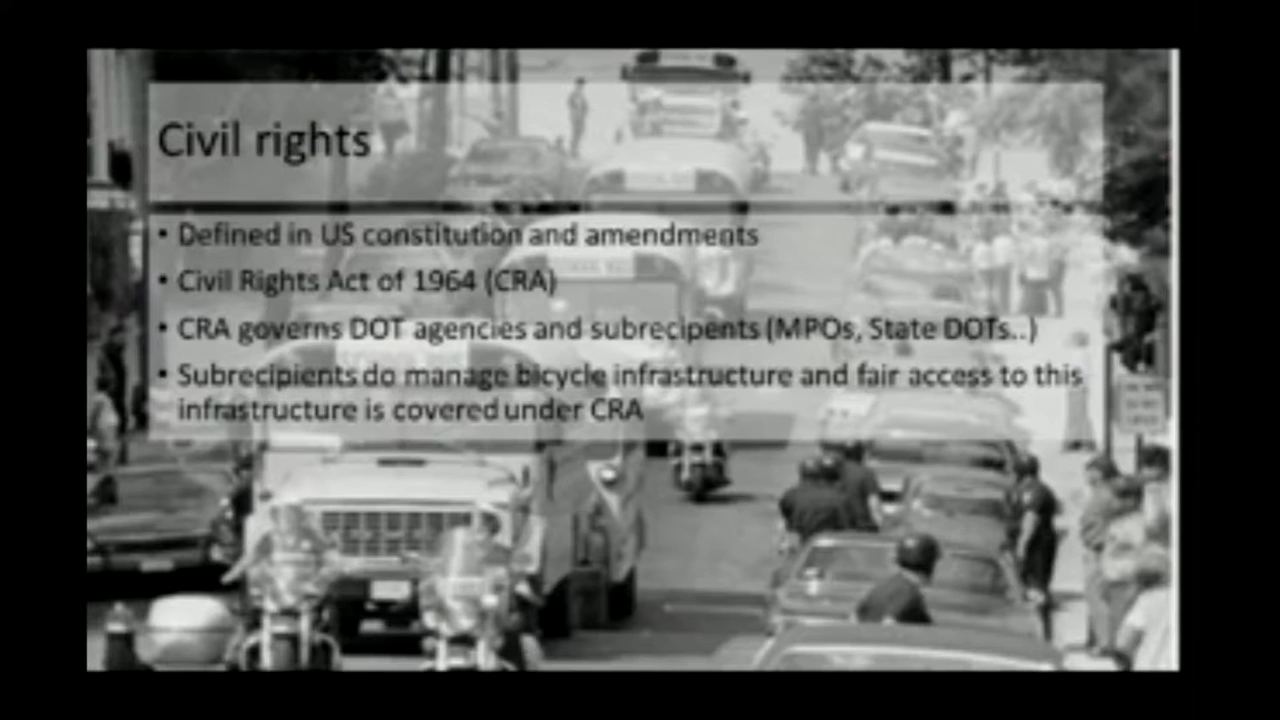 Civil rights
• Defined in US constitution and amendments
• Civil Rights Act of 1964 (CRA)
• CRA governs DOT agencies and subrecipents (MPOs, State DOTs..)
• Subrecipients do manage bicycle infrastructure and fair access to this
infrastructure is covered under CRA